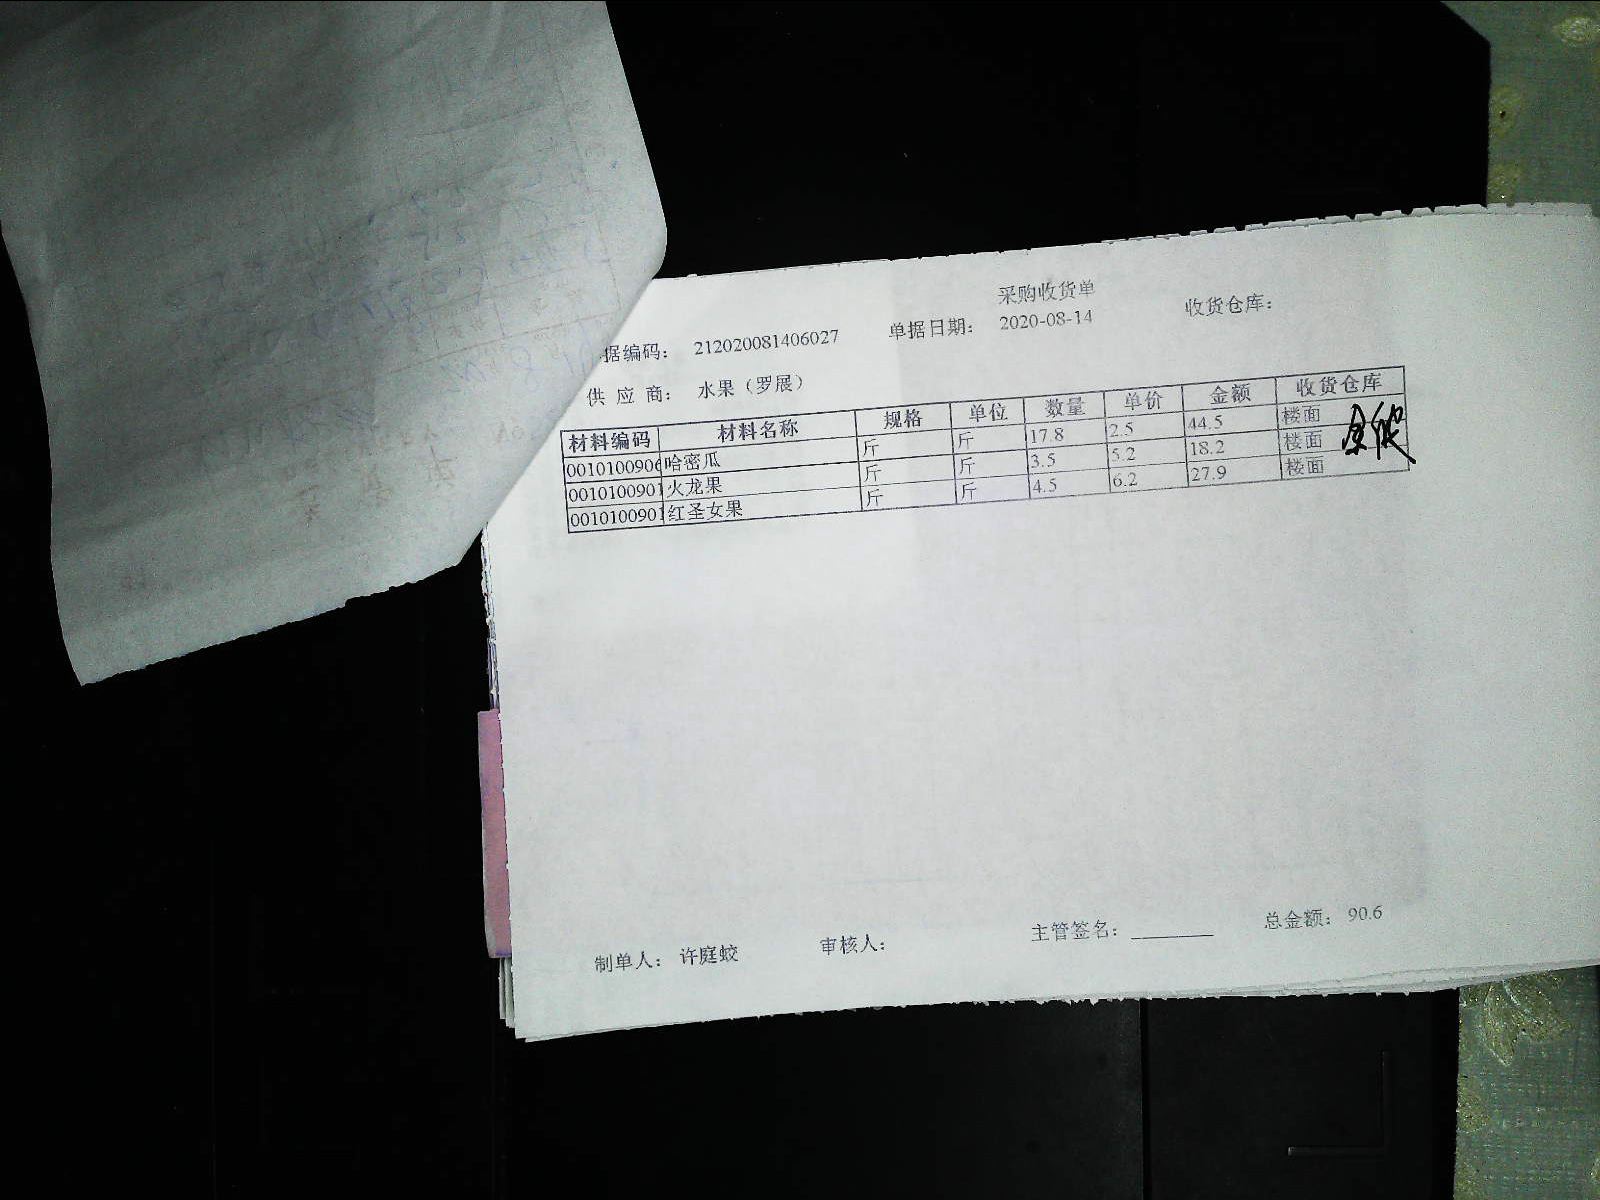 采购收货单
据编码： 212020081406027 单据日期： 2020-08-14 收货仓库：
供 应 商： 水果（罗展）
材料编码 材料名称 规格 单位 数量 单价 金额 收货仓库
0010100906 哈密瓜 斤 斤 17.8 2.5 44.5 楼面
001010090 火龙果 斤 斤 3.5 5.2 18.2 楼面
001010090 红圣女果 斤 斤 4.5 6.2 27.9 楼面
制单人： 许庭蛟 审核人： 主管签名： 总金额： 90.6